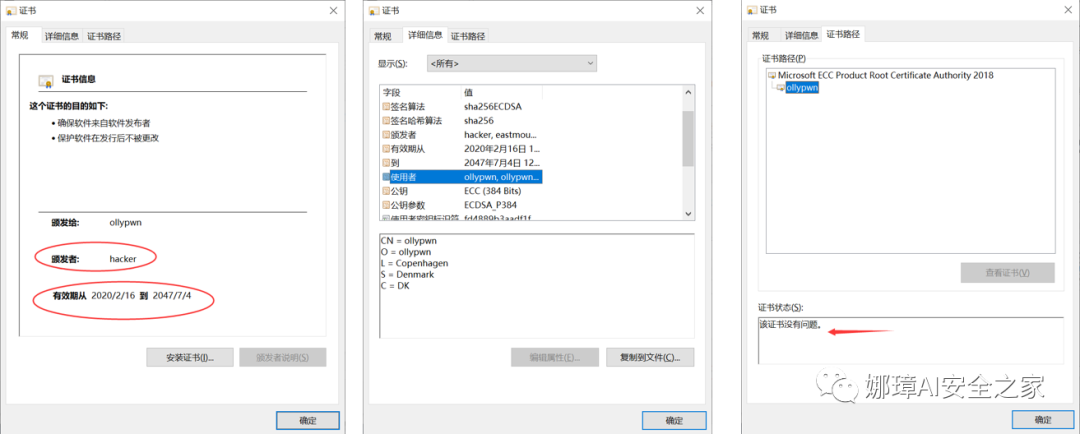 证书
常规 详细信息 证书路径
证书信息
这个证书的目的如下:
• 确保软件来自软件发布者
• 保护软件在发行后不被更改
颁发给: ollypwn
颁发者: hacker
有效期从 2020/2/16 到 2047/7/4
安装证书(I)... 颁发者说明(S)
确定
证书
常规 详细信息 证书路径
显示(S): <所有>
字段 值
签名算法 sha256ECDSA
签名哈希算法 sha256
颁发者 hacker, eastmou...
有效期从 2020年2月16日 1...
到 2047年7月4日 12...
使用者 ollypwn, ollypwn...
公钥 ECC (384 Bits)
公钥参数 ECDSA_P384
使用者密钥标识符 fd4889b3aadf1f
CN = ollypwn
O = ollypwn
L = Copenhagen
S = Denmark
C = DK
编辑属性(E)... 复制到文件(C)...
确定
证书
常规 详细信息 证书路径
证书路径(P)
Microsoft ECC Product Root Certificate Authority 2018
ollypwn
查看证书(V)
证书状态(S):
该证书没有问题。
娜璋AI安全之家
确定